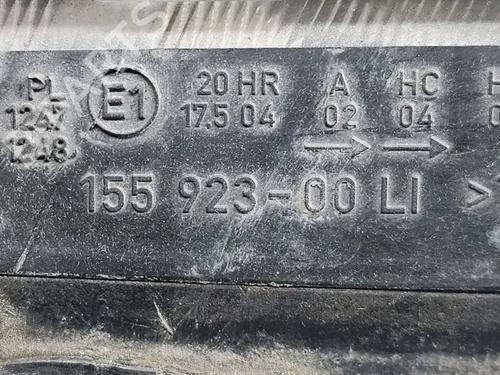 PL E1 20 HR A HC H
1247 17.5 04 02 04
1248
155 923-00 LI >